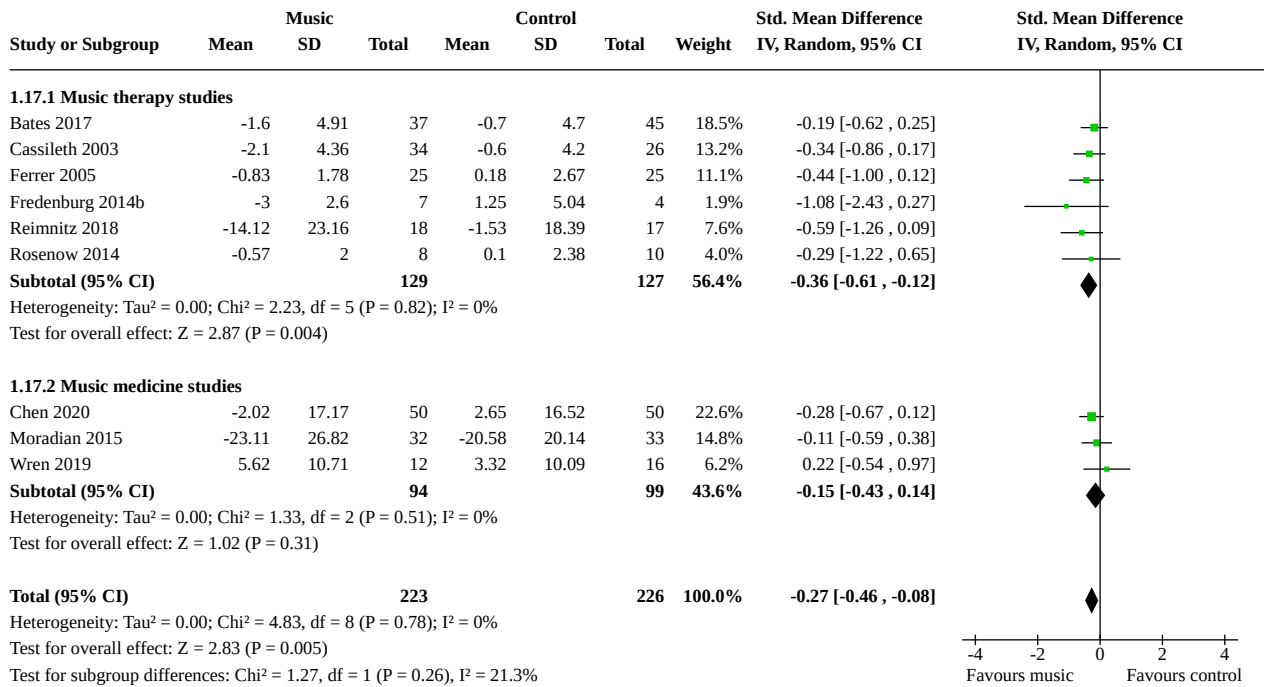 Music Control Std. Mean Difference Std. Mean Difference
Study or Subgroup Mean SD Total Mean SD Total Weight IV, Random, 95% CI IV, Random, 95% CI
1.17.1 Music therapy studies
Bates 2017 -1.6 4.91 37 -0.7 4.7 45 18.5% -0.19 [-0.62 , 0.25]
Cassileth 2003 -2.1 4.36 34 -0.6 4.2 26 13.2% -0.34 [-0.86 , 0.17]
Ferrer 2005 -0.83 1.78 25 0.18 2.67 25 11.1% -0.44 [-1.00 , 0.12]
Fredenburg 2014b -3 2.6 7 1.25 5.04 4 1.9% -1.08 [-2.43 , 0.27]
Reimnitz 2018 -14.12 23.16 18 -1.53 18.39 17 7.6% -0.59 [-1.26 , 0.09]
Rosenow 2014 -0.57 2 8 0.1 2.38 10 4.0% -0.29 [-1.22 , 0.65]
Subtotal (95% CI) 129 127 56.4% -0.36 [-0.61 , -0.12]
Heterogeneity: Tau² = 0.00; Chi² = 2.23, df = 5 (P = 0.82); I² = 0%
Test for overall effect: Z = 2.87 (P = 0.004)
1.17.2 Music medicine studies
Chen 2020 -2.02 17.17 50 2.65 16.52 50 22.6% -0.28 [-0.67 , 0.12]
Moradian 2015 -23.11 26.82 32 -20.58 20.14 33 14.8% -0.11 [-0.59 , 0.38]
Wren 2019 5.62 10.71 12 3.32 10.09 16 6.2% 0.22 [-0.54 , 0.97]
Subtotal (95% CI) 94 99 43.6% -0.15 [-0.43 , 0.14]
Heterogeneity: Tau² = 0.00; Chi² = 1.33, df = 2 (P = 0.51); I² = 0%
Test for overall effect: Z = 1.02 (P = 0.31)
Total (95% CI) 223 226 100.0% -0.27 [-0.46 , -0.08]
Heterogeneity: Tau² = 0.00; Chi² = 4.83, df = 8 (P = 0.78); I² = 0%
Test for overall effect: Z = 2.83 (P = 0.005)
Test for subgroup differences: Chi² = 1.27, df = 1 (P = 0.26), I² = 21.3%
-4 -2 0 2 4
Favours music Favours control